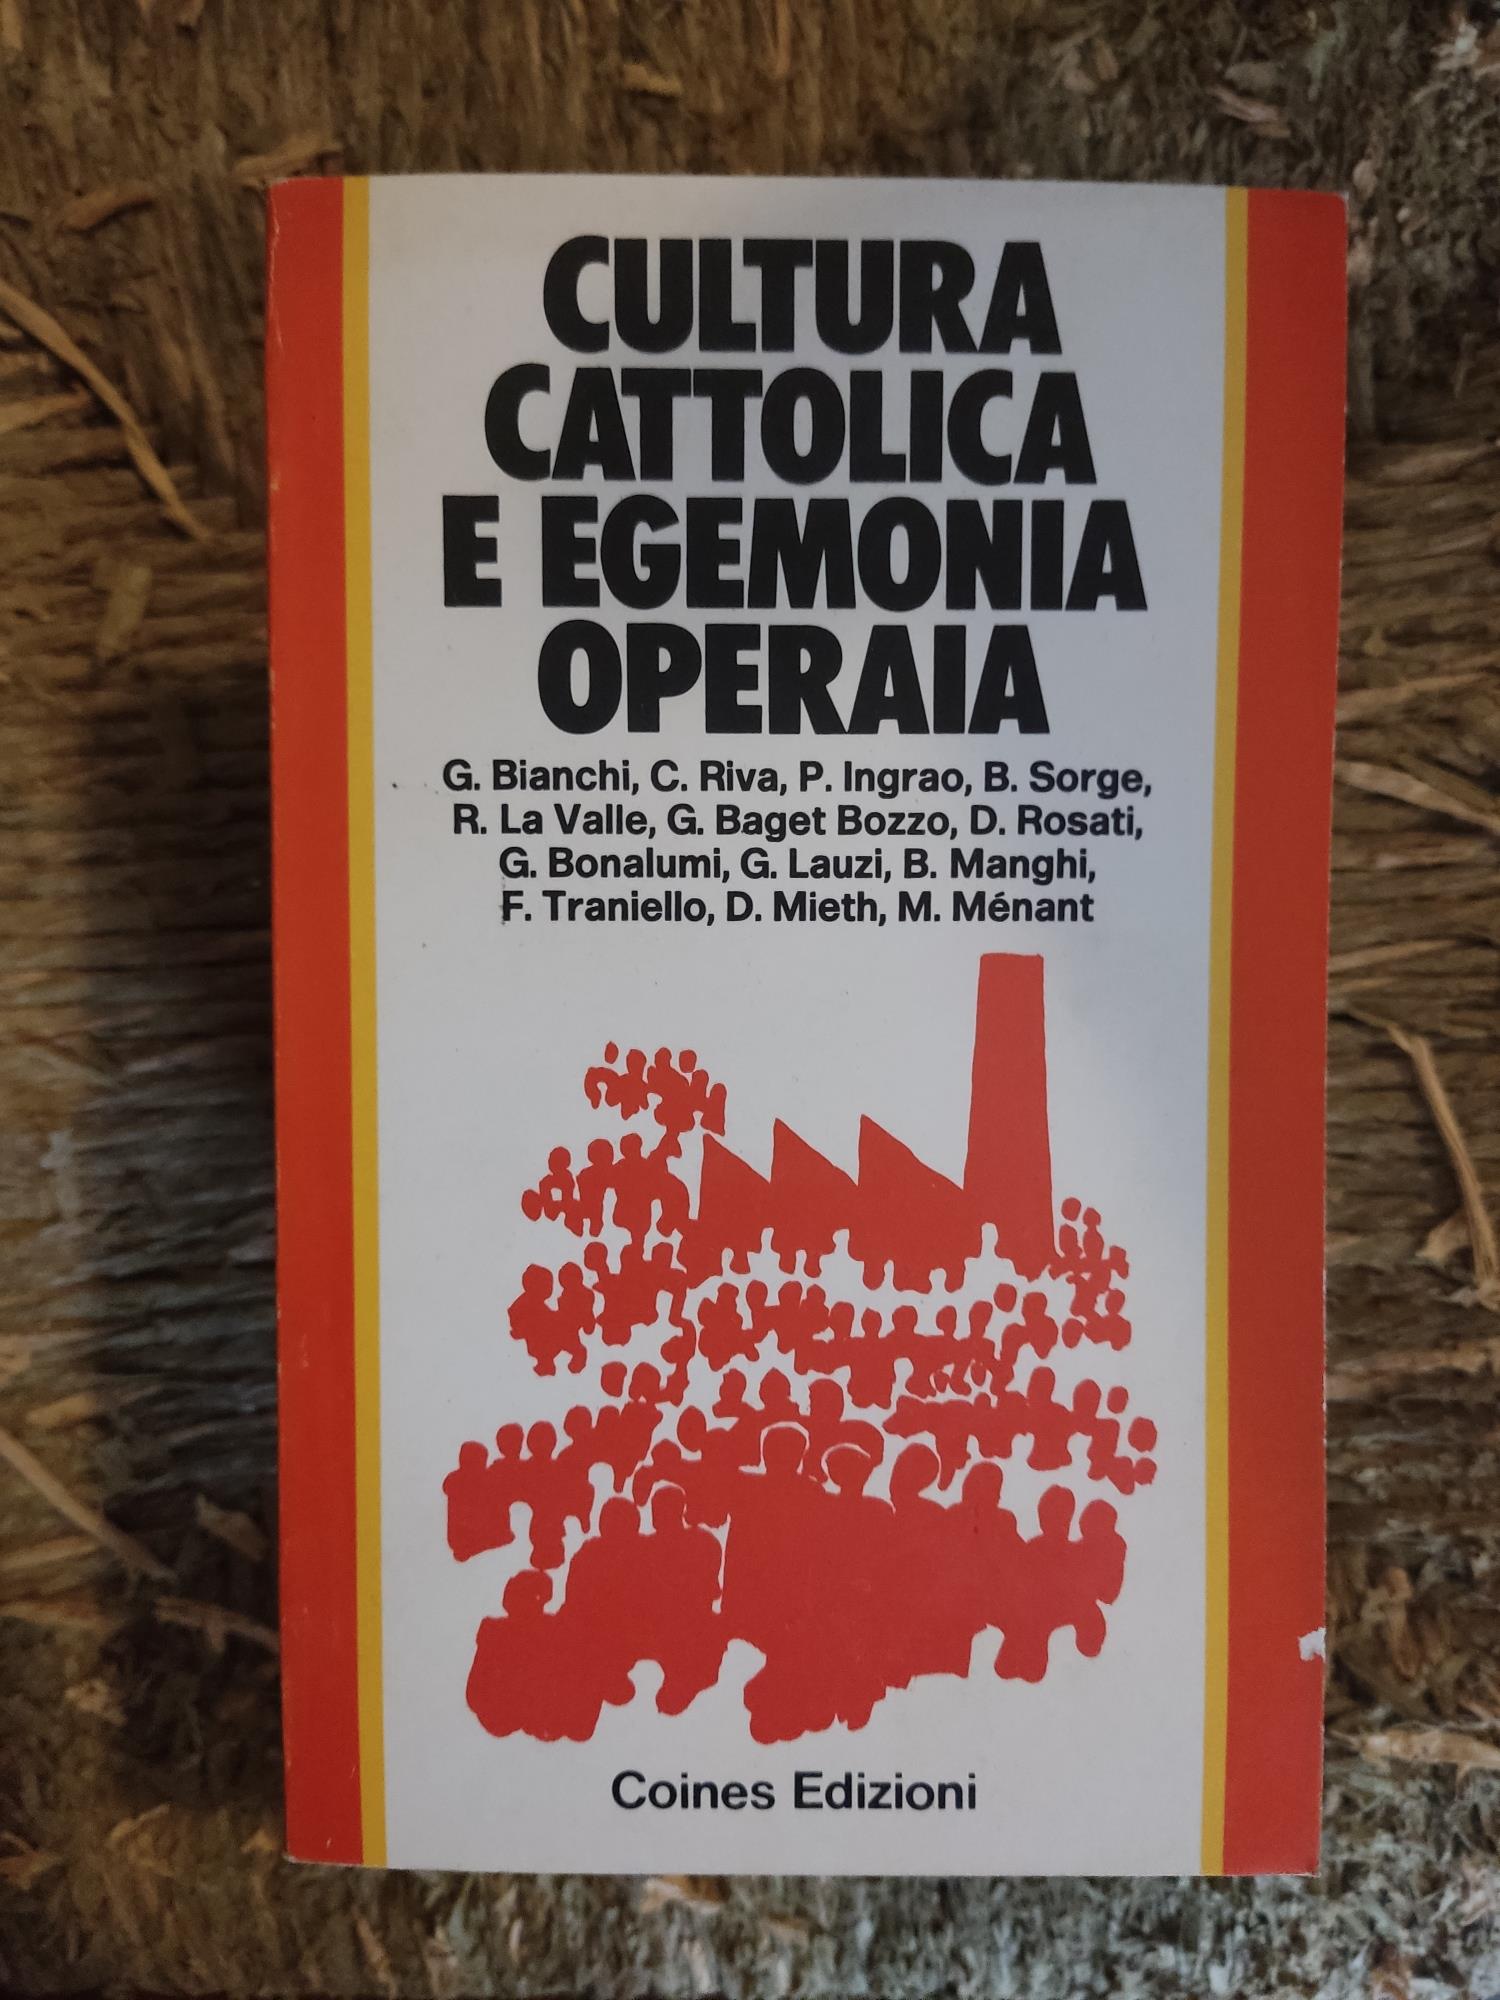 CULTURA
CATTOLICA
E EGEMONIA
OPERAIA
G. Bianchi, C. Riva, P. Ingrao, B. Sorge,
R. La Valle, G. Baget Bozzo, D. Rosati,
G. Bonalumi, G. Lauzi, B. Manghi,
F. Traniello, D. Mieth, M. Ménant
Coines Edizioni